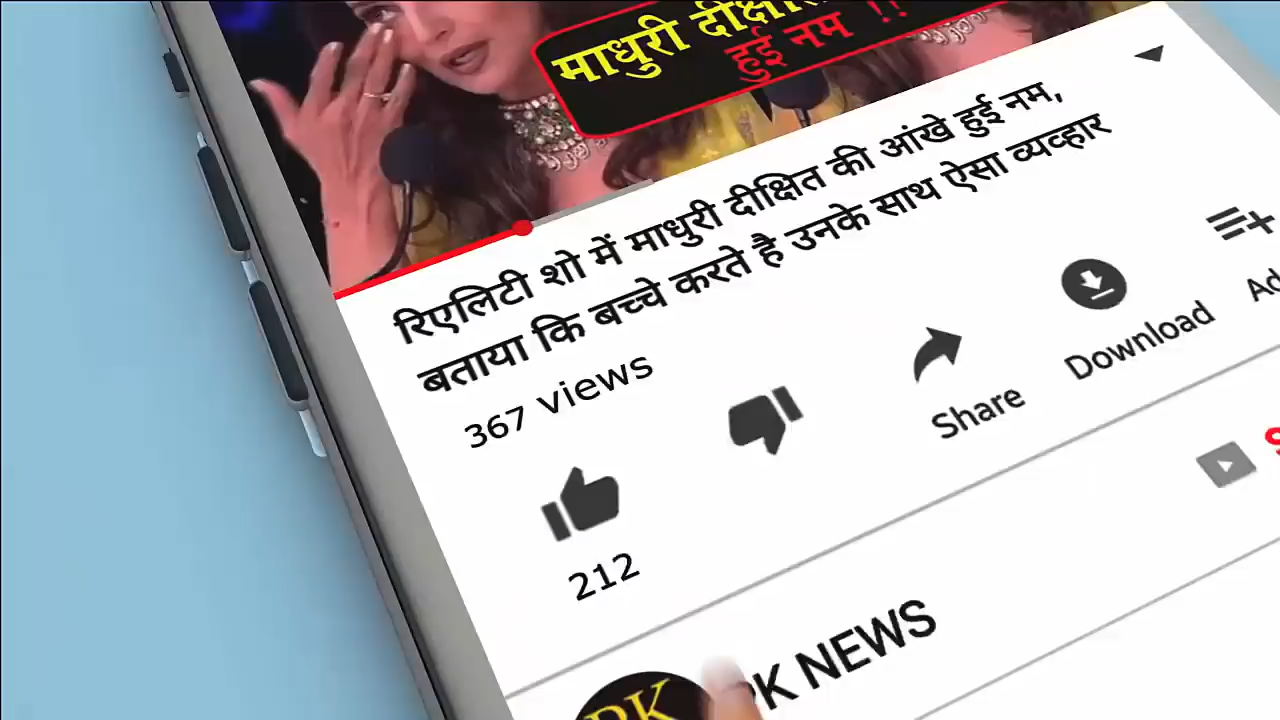 माधुरी
हुई नम !!
रिएलिटी शो में माधुरी दीक्षित की आंखे हुई नम,
बताया कि बच्चे करते है उनके साथ ऐसा व्यव्हार
367 views
Share
Download
212
NEWS